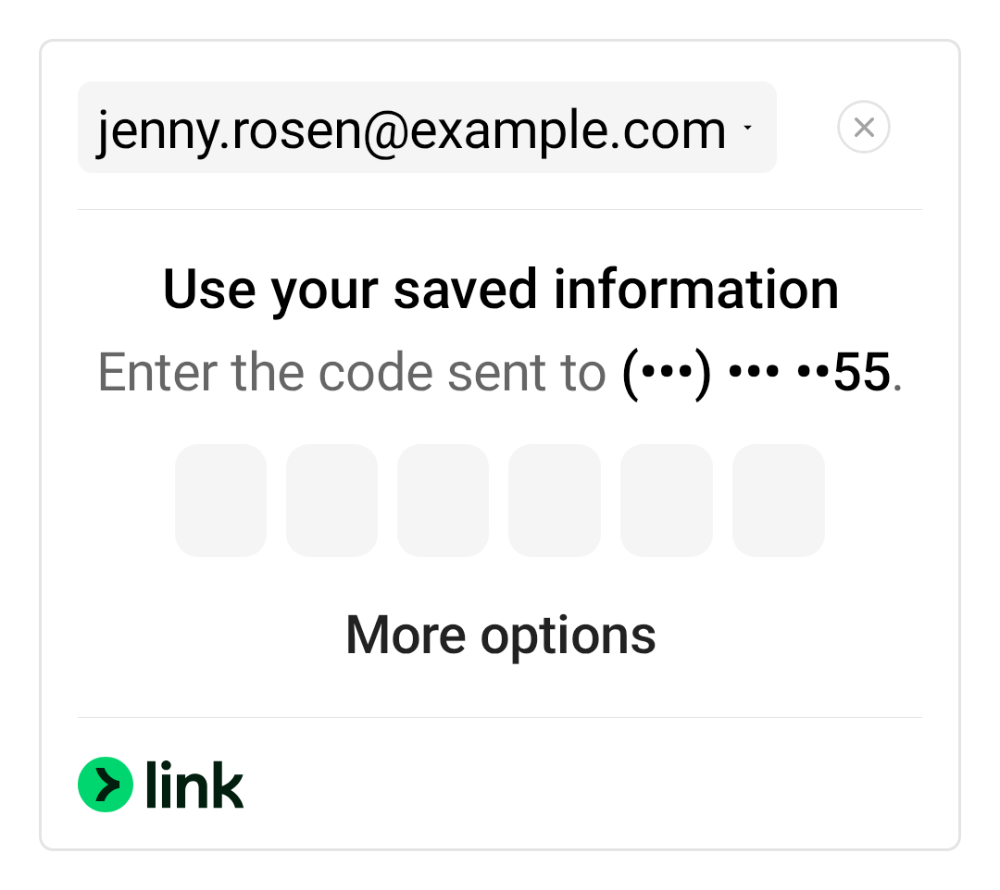 jenny.rosen@example.com
Use your saved information
Enter the code sent to (•••) ••• ••55.
More options
link